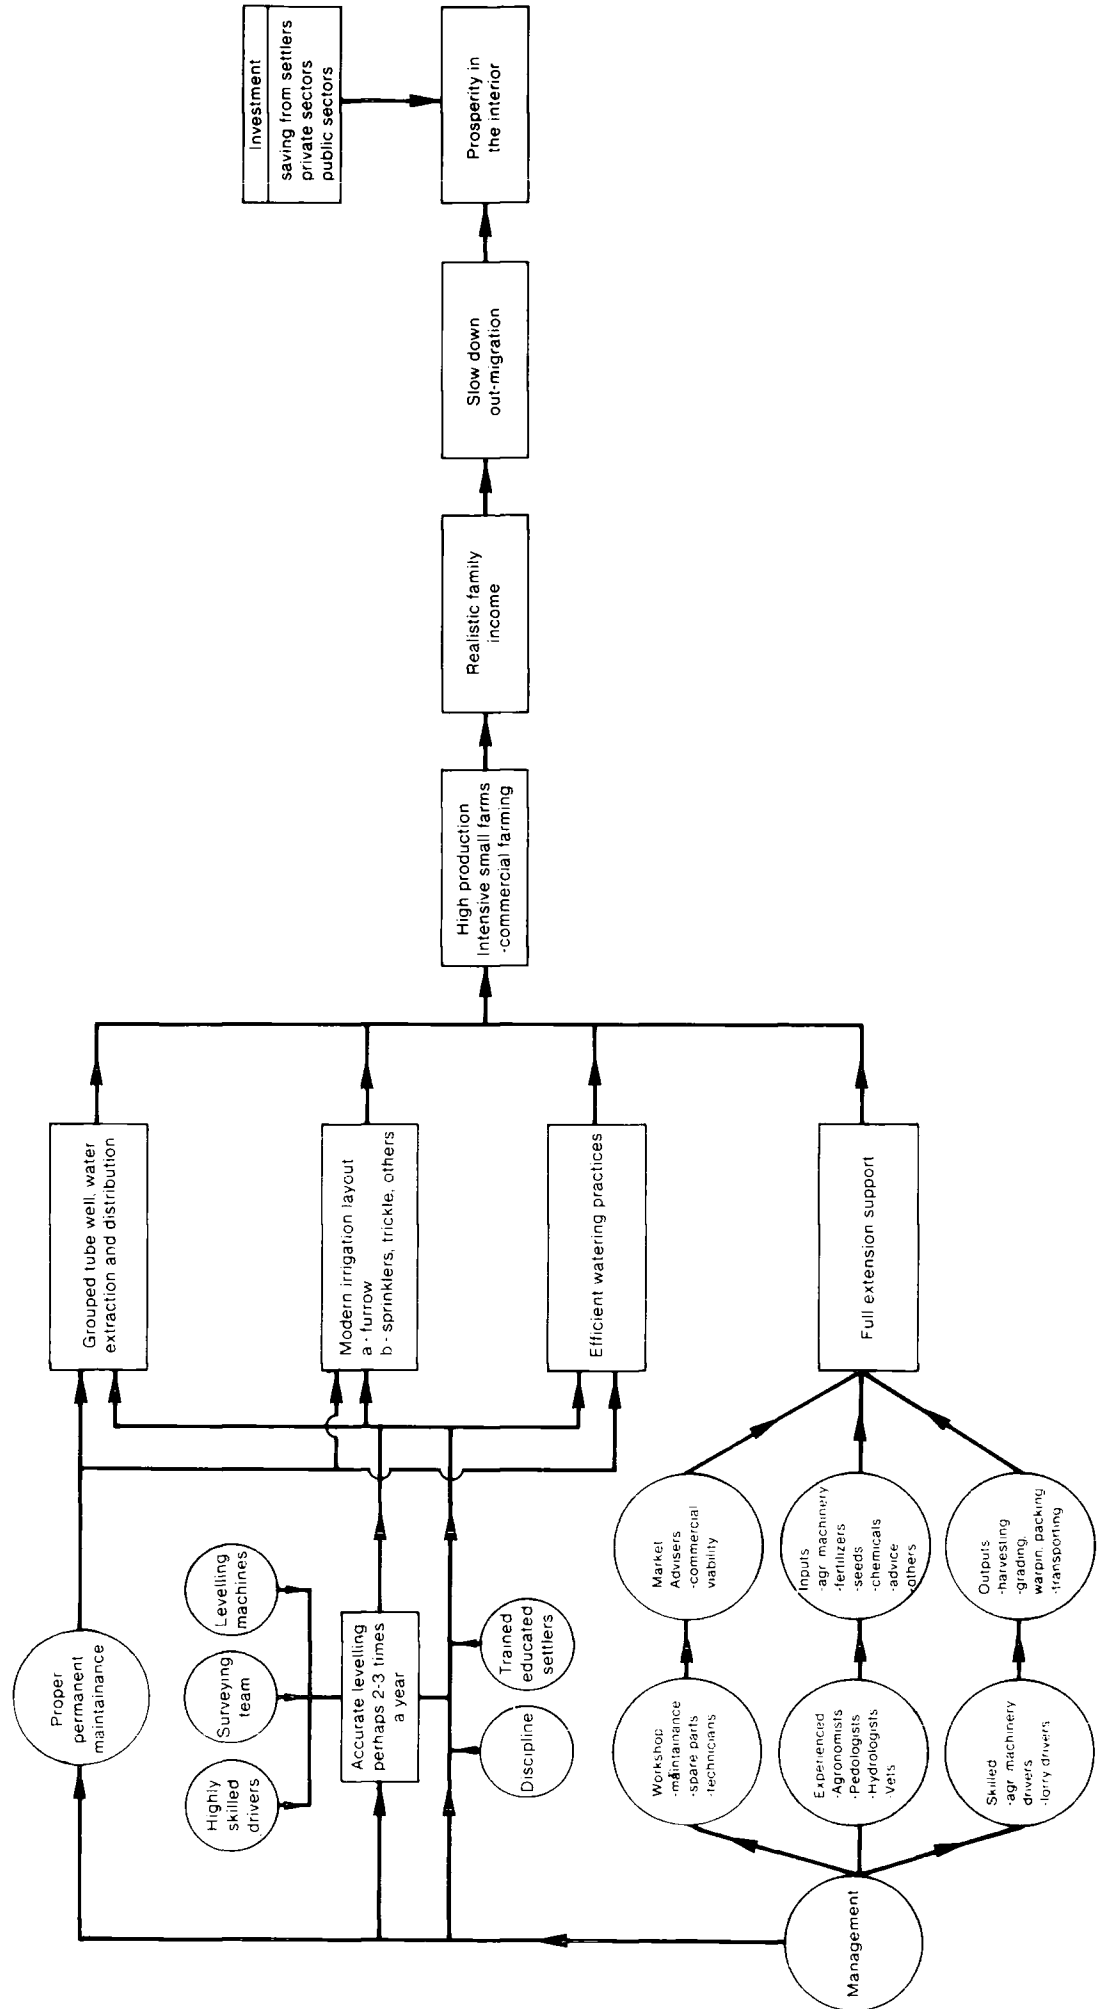 Management
Proper
permanent
maintainance
Highly
skilled
drivers
Surveying
team
Levelling
machines
Accurate levelling
perhaps 2-3 times
a year
Discipline
Trained
educated
settlers
Workshop
-maintainance
-spare parts
-technicians
Experienced
-Agronomists
-Pedologists
-Hydrologists
-Vets
Skilled
-agr machinery
drivers
-lorry drivers
Market
Advisers
-commercial
viability
Inputs
-agr machinery
-fertilizers
-seeds
-chemicals
-advice
-others
Outputs
-harvesting
-grading,
warpin, packing
-transporting
Grouped tube well, water
extraction and distribution
Modern irrigation layout
a - furrow
b - sprinklers, trickle, others
Efficient watering practices
Full extension support
High production
Intensive small farms
-commercial farming
Realistic family
income
Slow down
out-migration
Investment
saving from settlers
private sectors
public sectors
Prosperity in
the interior